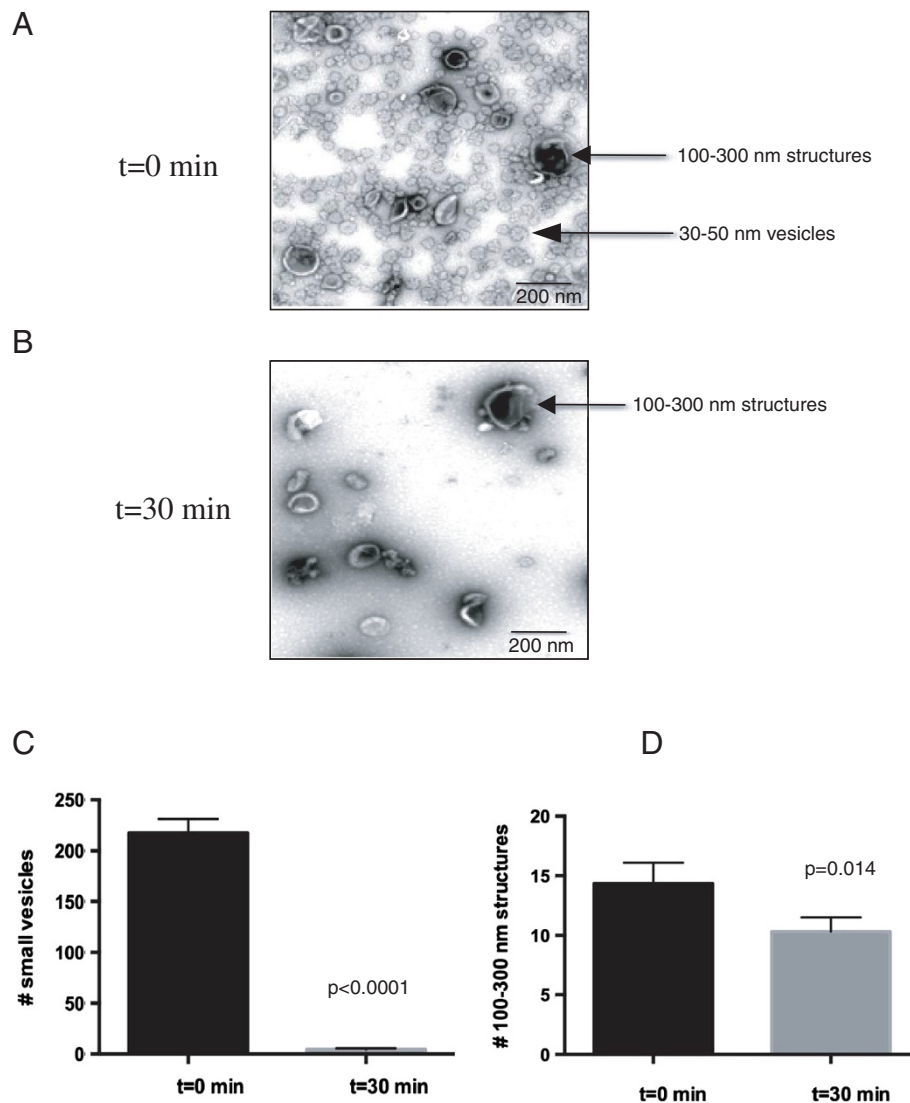 A
t=0 min
100-300 nm structures
30-50 nm vesicles
200 nm
B
t=30 min
100-300 nm structures
200 nm
C
# small vesicles
250
200
150
100
50
0
p<0.0001
t=0 min
t=30 min
D
# 100-300 nm structures
20
15
10
5
0
p=0.014
t=0 min
t=30 min